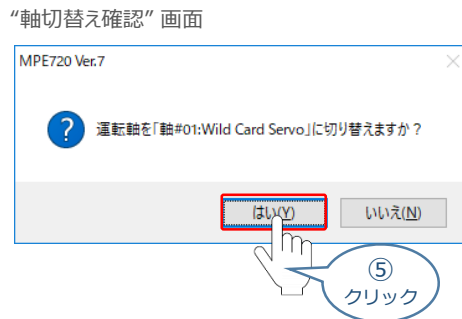 “軸切替え確認” 画面
MPE720 Ver.7
運転軸を「軸#01:Wild Card Servo」に切り替えますか？
はい(Y)
いいえ(N)
⑤
クリック